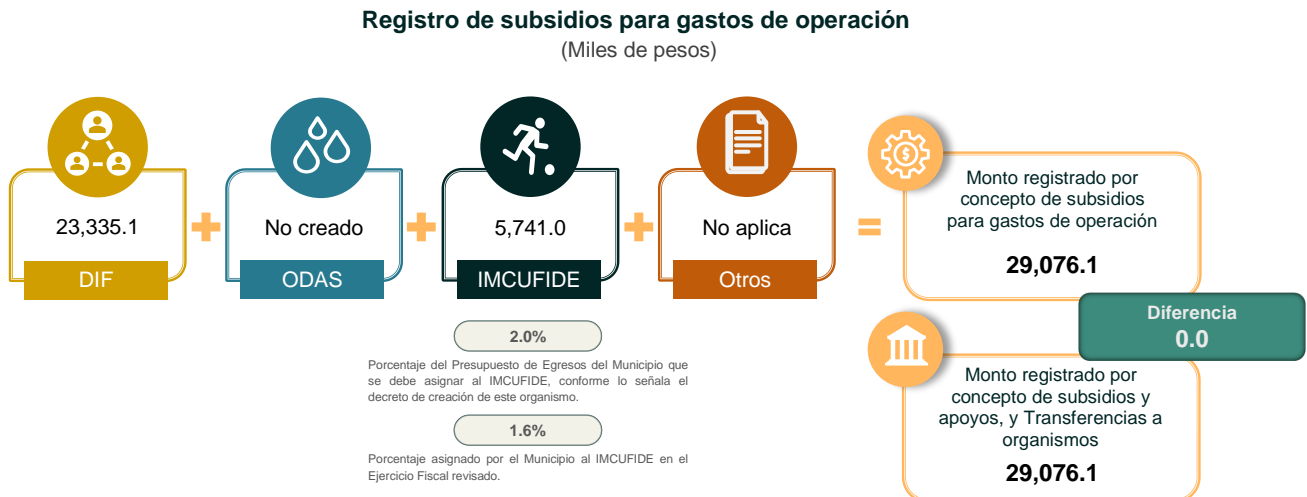 Registro de subsidios para gastos de operación
(Miles de pesos)
23,335.1
DIF
No creado
ODAS
5,741.0
IMCUFIDE
No aplica
Otros
Monto registrado por
concepto de subsidios
para gastos de operación
29,076.1
Diferencia
0.0
Monto registrado por
concepto de subsidios y
apoyos, y Transferencias a
organismos
29,076.1
2.0%
Porcentaje del Presupuesto de Egresos del Municipio que
se debe asignar al IMCUFIDE, conforme lo señala el
decreto de creación de este organismo.
1.6%
Porcentaje asignado por el Municipio al IMCUFIDE en el
Ejercicio Fiscal revisado.